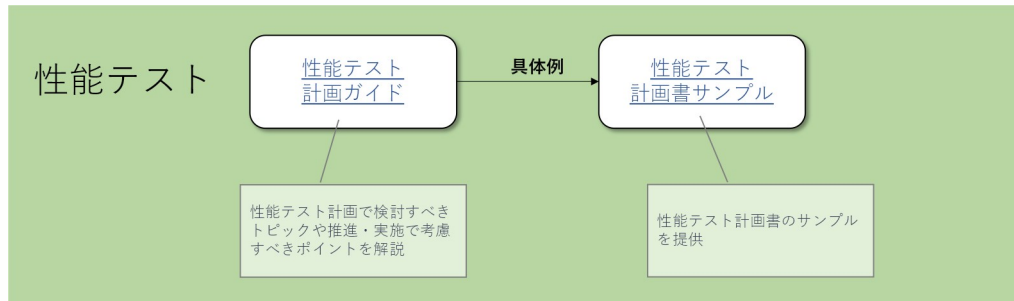 性能テスト
性能テスト
計画ガイド
具体例
性能テスト
計画書サンプル
性能テスト計画で検討すべき
トピックや推進・実施で考慮
すべきポイントを解説
性能テスト計画書のサンプル
を提供